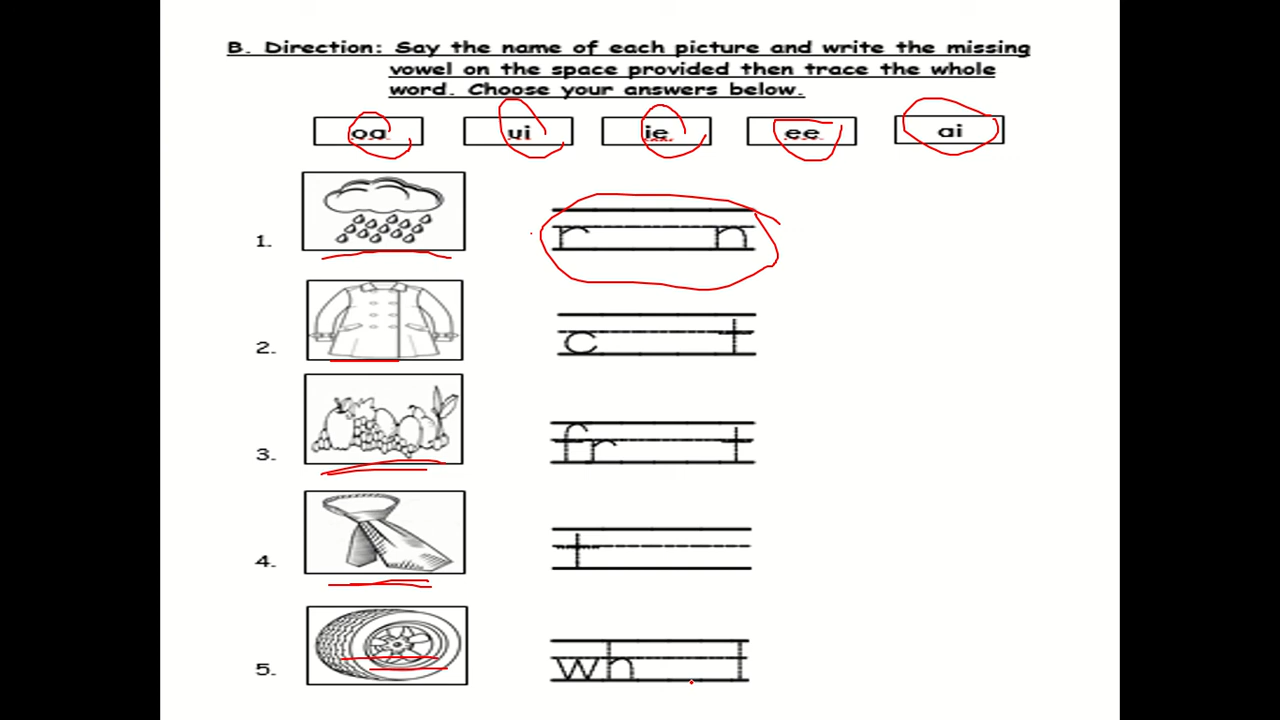 B. Direction: Say the name of each picture and write the missing
vowel on the space provided then trace the whole
word. Choose your answers below.
oa ui ie ee ai
1. r n
2. c t
3. fr t
4. t
5. wh l